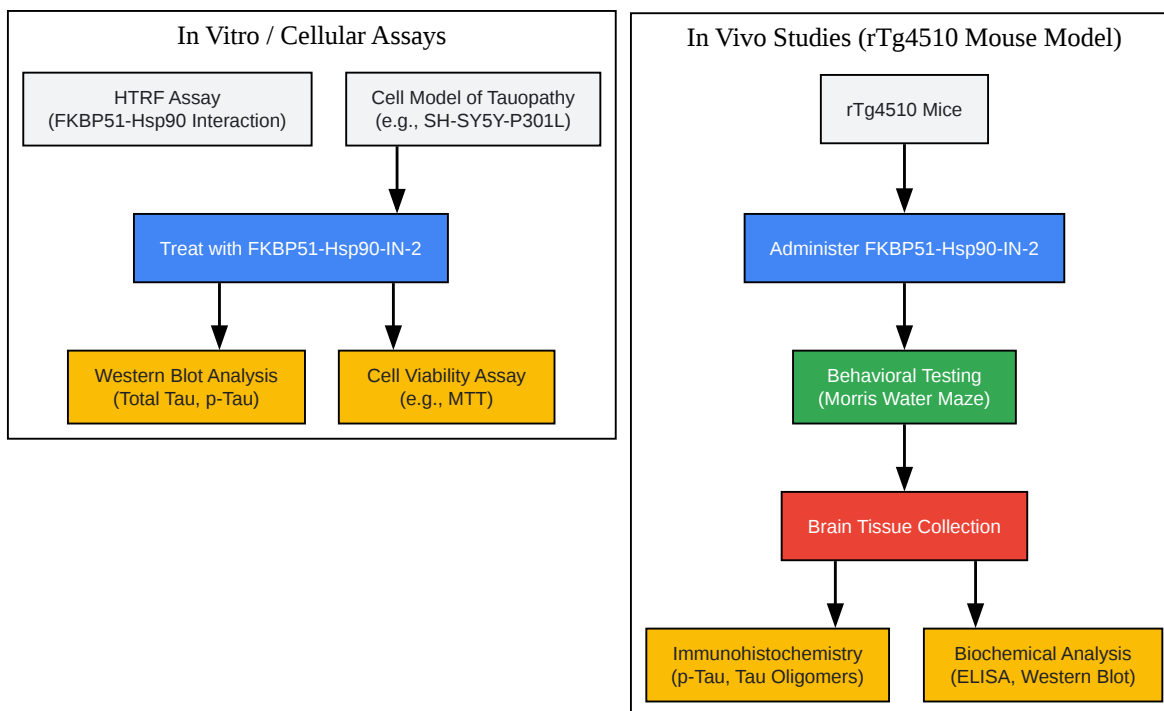 In Vitro / Cellular Assays
HTRF Assay
(FKBP51-Hsp90 Interaction)
Cell Model of Tauopathy
(e.g., SH-SY5Y-P301L)
Treat with FKBP51-Hsp90-IN-2
Western Blot Analysis
(Total Tau, p-Tau)
Cell Viability Assay
(e.g., MTT)
In Vivo Studies (rTg4510 Mouse Model)
rTg4510 Mice
Administer FKBP51-Hsp90-IN-2
Behavioral Testing
(Morris Water Maze)
Brain Tissue Collection
Immunohistochemistry
(p-Tau, Tau Oligomers)
Biochemical Analysis
(ELISA, Western Blot)